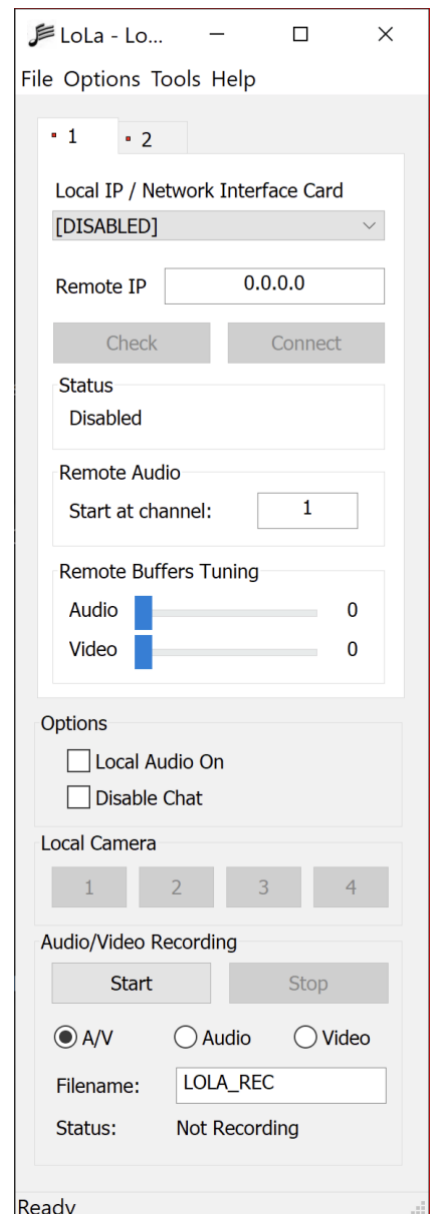 LoLa - Lo...
File Options Tools Help
1 2
Local IP / Network Interface Card
[DISABLED]
Remote IP 0.0.0.0
Check Connect
Status
Disabled
Remote Audio
Start at channel: 1
Remote Buffers Tuning
Audio 0
Video 0
Options
Local Audio On
Disable Chat
Local Camera
1 2 3 4
Audio/Video Recording
Start Stop
A/V Audio Video
Filename: LOLA_REC
Status: Not Recording
Ready